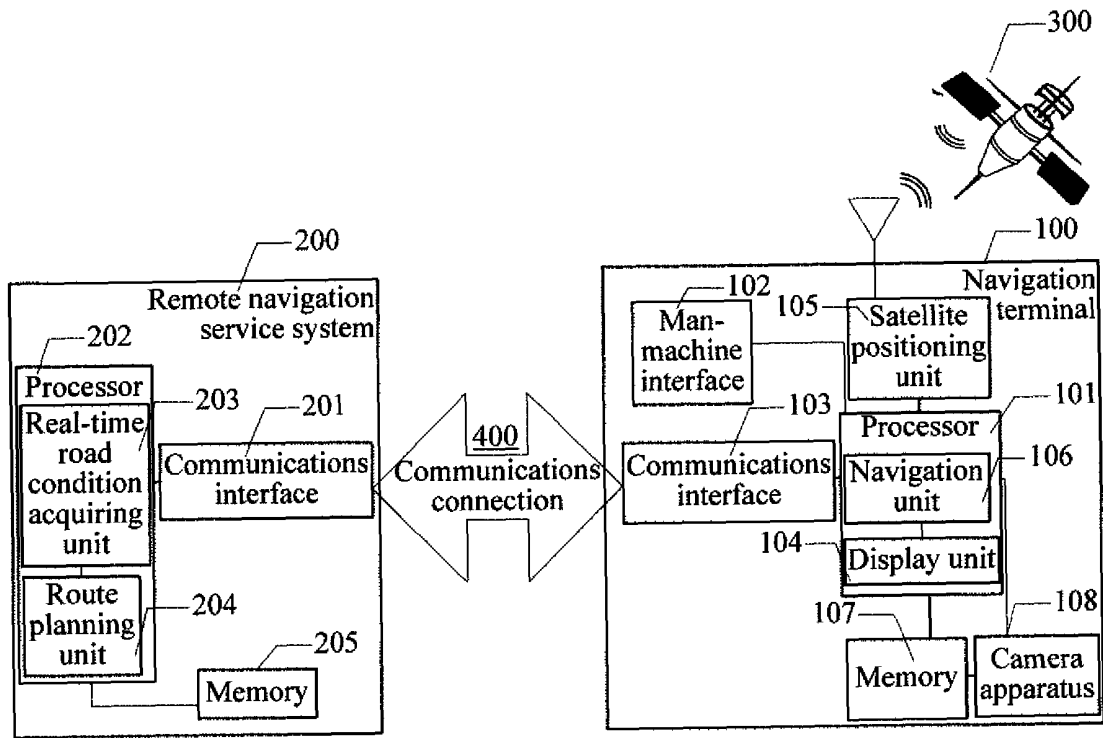 300
200
Remote navigation
service system
202
Processor
203
Real-time
road
condition
acquiring
unit
201
Communications
interface
Route
planning
unit
204
205
Memory
400
Communications
connection
100
Navigation
terminal
102
Man-
machine
interface
105
Satellite
positioning
unit
103
Communications
interface
101
Processor
Navigation
unit
106
104
Display unit
107
Memory
108
Camera
apparatus